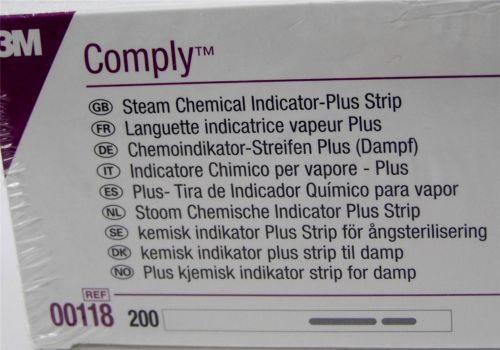 3M
Comply™
GB Steam Chemical Indicator-Plus Strip
FR Languette indicatrice vapeur Plus
DE Chemoindikator-Streifen Plus (Dampf)
IT Indicatore Chimico per vapore - Plus
ES Plus- Tira de Indicador Químico para vapor
NL Stoom Chemische Indicator Plus Strip
SE kemisk indikator Plus Strip för ångsterilisering
DK kemisk indikator plus strip til damp
NO Plus kjemisk indikator strip for damp
REF
00118 200